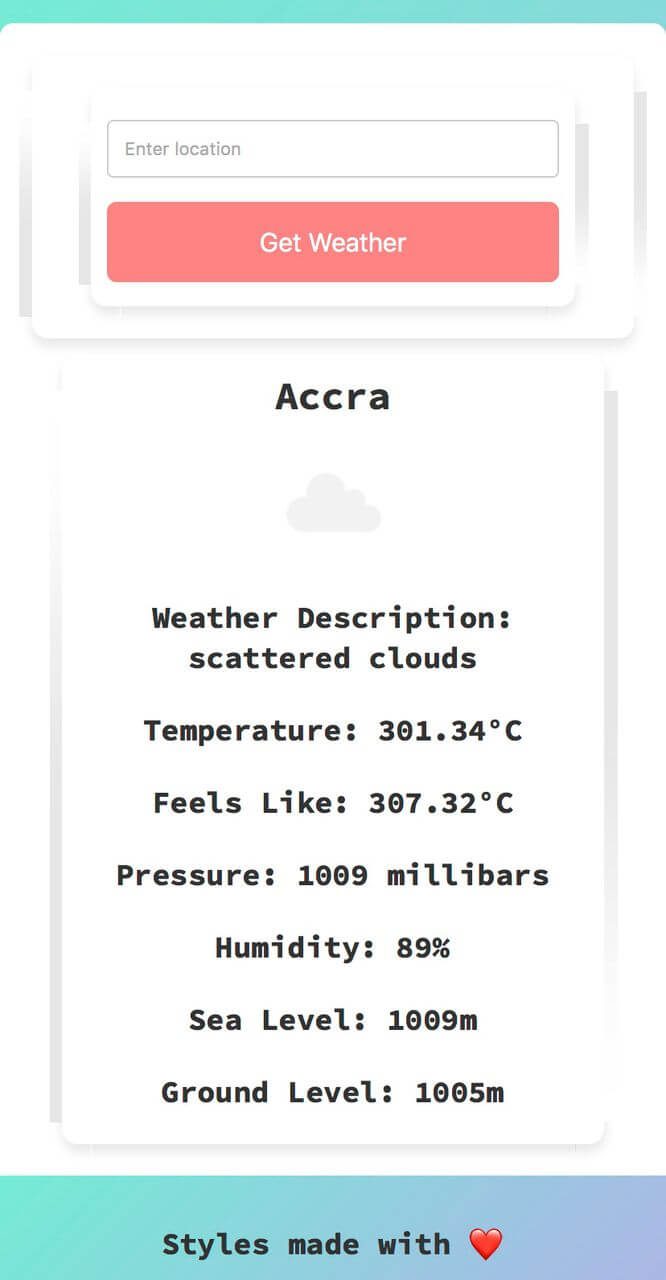 Enter location
Get Weather
Accra
Weather Description:
scattered clouds
Temperature: 301.34°C
Feels Like: 307.32°C
Pressure: 1009 millibars
Humidity: 89%
Sea Level: 1009m
Ground Level: 1005m
Styles made with ❤️